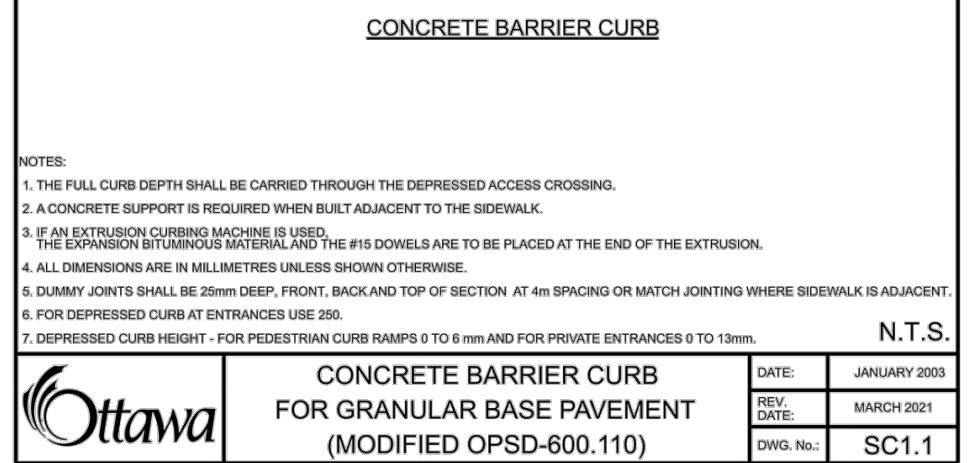 CONCRETE BARRIER CURB
NOTES:
1. THE FULL CURB DEPTH SHALL BE CARRIED THROUGH THE DEPRESSED ACCESS CROSSING.
2. A CONCRETE SUPPORT IS REQUIRED WHEN BUILT ADJACENT TO THE SIDEWALK.
3. IF AN EXTRUSION CURBING MACHINE IS USED,
THE EXPANSION BITUMINOUS MATERIAL AND THE #15 DOWELS ARE TO BE PLACED AT THE END OF THE EXTRUSION.
4. ALL DIMENSIONS ARE IN MILLIMETRES UNLESS SHOWN OTHERWISE.
5. DUMMY JOINTS SHALL BE 25mm DEEP, FRONT, BACK AND TOP OF SECTION AT 4m SPACING OR MATCH JOINTING WHERE SIDEWALK IS ADJACENT.
6. FOR DEPRESSED CURB AT ENTRANCES USE 250.
7. DEPRESSED CURB HEIGHT - FOR PEDESTRIAN CURB RAMPS 0 TO 6 mm AND FOR PRIVATE ENTRANCES 0 TO 13mm.
N.T.S.
Ottawa
CONCRETE BARRIER CURB
FOR GRANULAR BASE PAVEMENT
(MODIFIED OPSD-600.110)
DATE: JANUARY 2003
REV.
DATE: MARCH 2021
DWG. No.: SC1.1